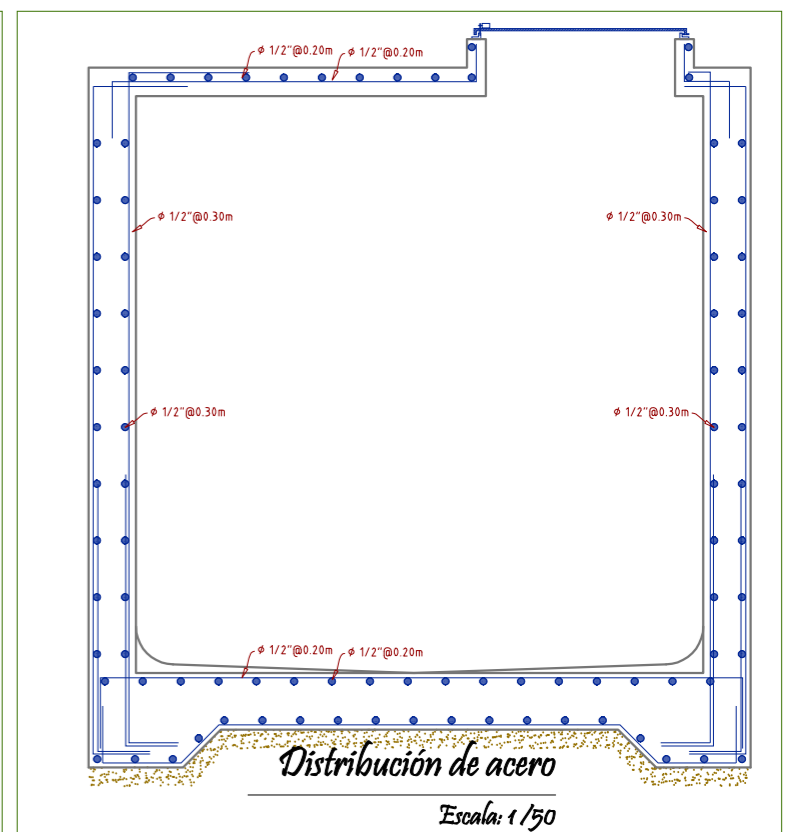 ϕ 1/2"@0.20m ϕ 1/2"@0.20m
ϕ 1/2"@0.30m ϕ 1/2"@0.30m
ϕ 1/2"@0.30m ϕ 1/2"@0.30m
ϕ 1/2"@0.20m ϕ 1/2"@0.20m
Distribución de acero
Escala: 1/50